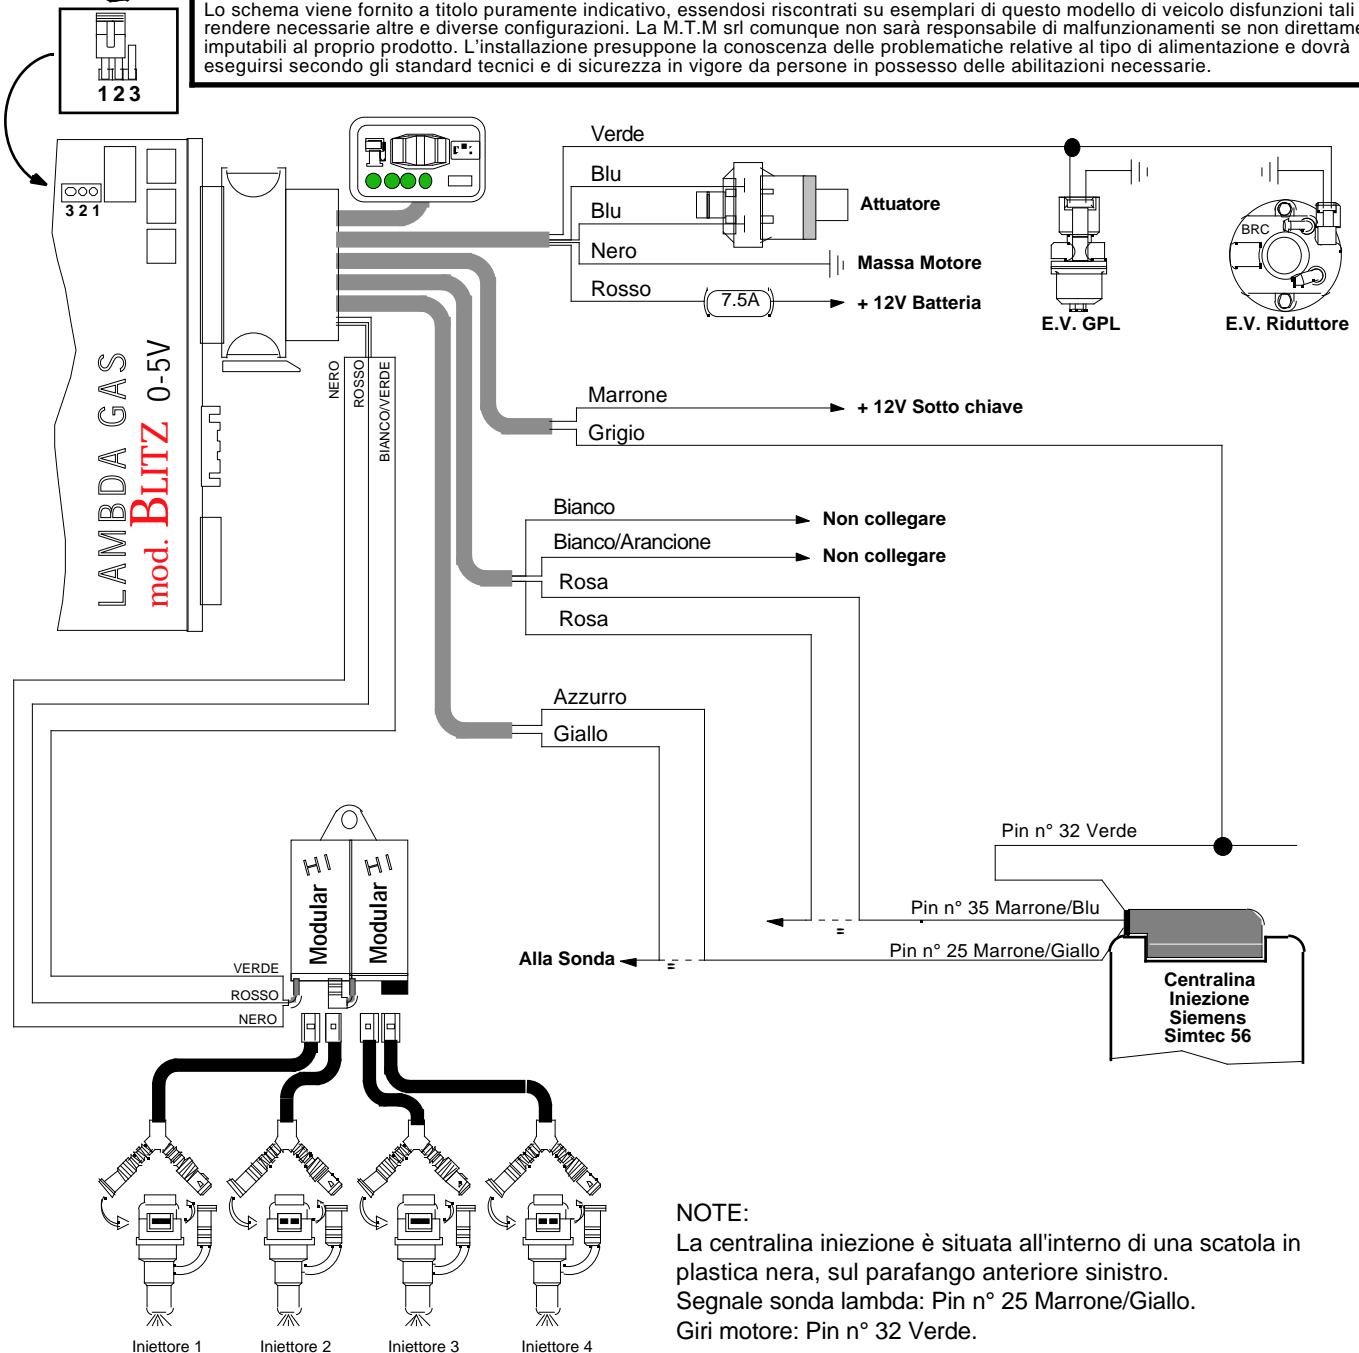 Lo schema viene fornito a titolo puramente indicativo, essendosi riscontrati su esemplari di questo modello di veicolo disfunzioni tali
rendere necessarie altre e diverse configurazioni. La M.T.M srl comunque non sarà responsabile di malfunzionamenti se non direttame
imputabili al proprio prodotto. L'installazione presuppone la conoscenza delle problematiche relative al tipo di alimentazione e dovrà
eseguirsi secondo gli standard tecnici e di sicurezza in vigore da persone in possesso delle abilitazioni necessarie.
1 2 3
3 2 1
LAMBDA GAS
mod. BLITZ 0-5V
Verde
Blu
Blu
Nero
Rosso
7.5A
Attuatore
Massa Motore
+ 12V Batteria
E.V. GPL
BRC
E.V. Riduttore
NERO
ROSSO
BIANCO/VERDE
Marrone
+ 12V Sotto chiave
Grigio
Bianco
Non collegare
Bianco/Arancione
Non collegare
Rosa
Rosa
Azzurro
Giallo
Pin n° 32 Verde
Pin n° 35 Marrone/Blu
Pin n° 25 Marrone/Giallo
Alla Sonda
Centralina
Iniezione
Siemens
Simtec 56
Modular HI
Modular HI
VERDE
ROSSO
NERO
Iniettore 1
Iniettore 2
Iniettore 3
Iniettore 4
NOTE:
La centralina iniezione è situata all'interno di una scatola in
plastica nera, sul parafango anteriore sinistro.
Segnale sonda lambda: Pin n° 25 Marrone/Giallo.
Giri motore: Pin n° 32 Verde.